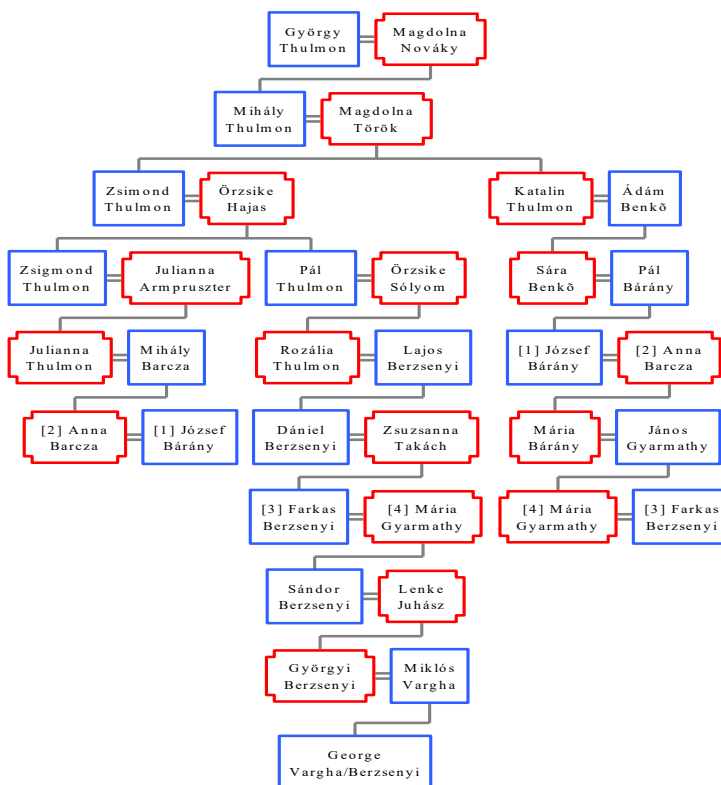 György
Thulmon
Magdolna
Nováky
Mihály
Thulmon
Magdolna
Török
Zsimond
Thulmon
Örzsike
Hajas
Katalin
Thulmon
Ádám
Benkõ
Zsigmond
Thulmon
Julianna
Armpruszter
Pál
Thulmon
Örzsike
Sólyom
Sára
Benkõ
Pál
Bárány
Julianna
Thulmon
Mihály
Barcza
Rozália
Thulmon
Lajos
Berzsenyi
[1] József
Bárány
[2] Anna
Barcza
[2] Anna
Barcza
[1] József
Bárány
Dániel
Berzsenyi
Zsuzsanna
Takách
Mária
Bárány
János
Gyarmathy
[3] Farkas
Berzsenyi
[4] Mária
Gyarmathy
[4] Mária
Gyarmathy
[3] Farkas
Berzsenyi
Sándor
Berzsenyi
Lenke
Juhász
Györgyi
Berzsenyi
Miklós
Vargha
George
Vargha/Berzsenyi